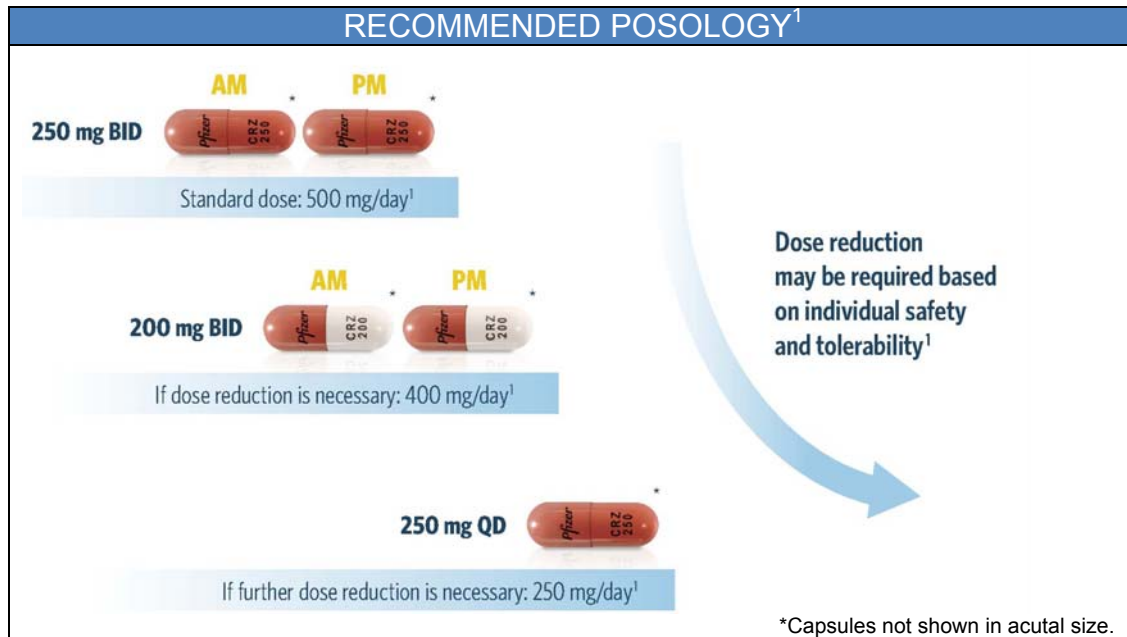 RECOMMENDED POSOLOGY1
AM PM
* *
250 mg BID Pfizer CRZ 250 Pfizer CRZ 250
Standard dose: 500 mg/day1
AM PM
* *
200 mg BID Pfizer CRZ 200 Pfizer CRZ 200
If dose reduction is necessary: 400 mg/day1
Dose reduction
may be required based
on individual safety
and tolerability1
*
250 mg QD Pfizer CRZ 250
If further dose reduction is necessary: 250 mg/day1
*Capsules not shown in acutal size.